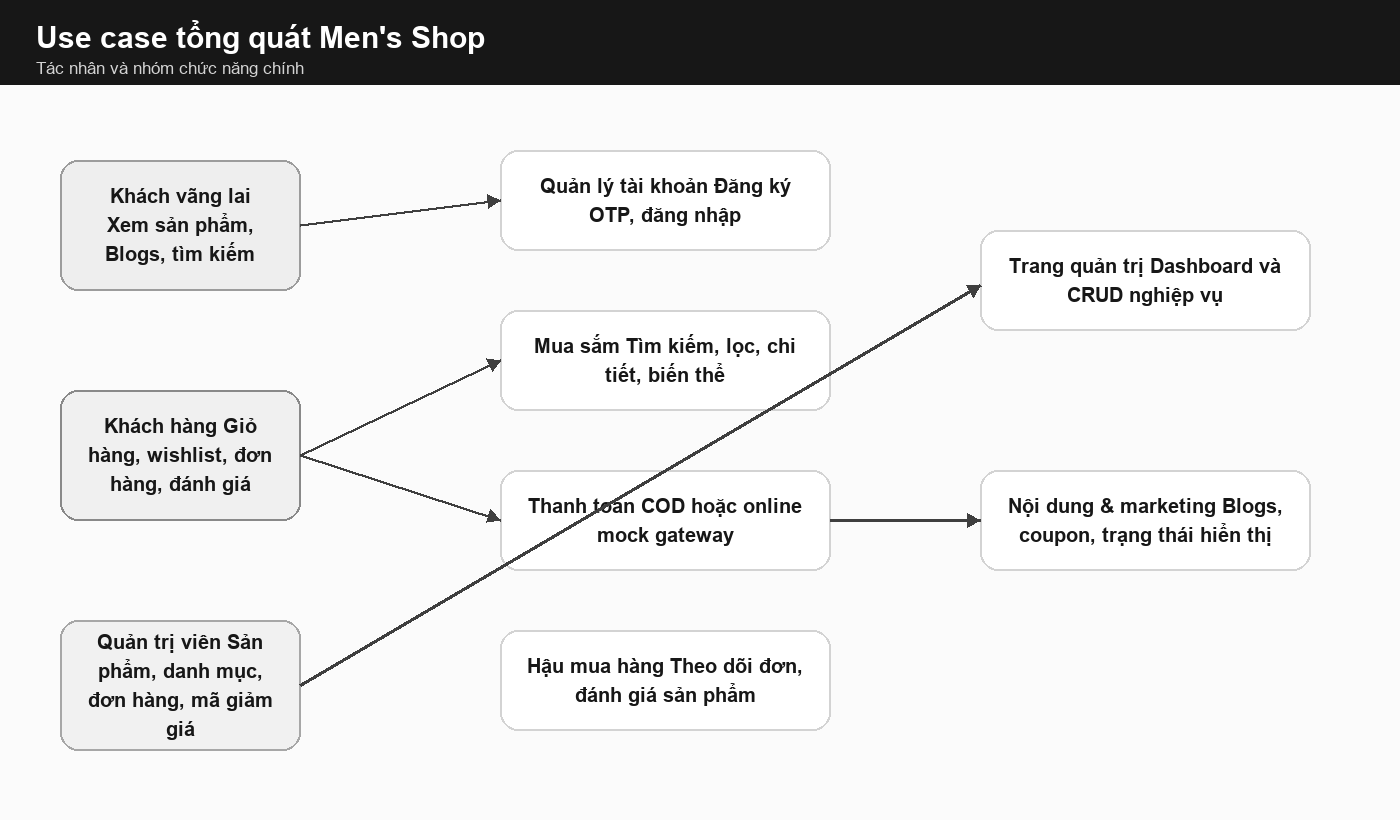 Use case tổng quát Men's Shop
Tác nhân và nhóm chức năng chính
Khách vãng lai
Xem sản phẩm,
Blogs, tìm kiếm
Quản lý tài khoản Đăng ký
OTP, đăng nhập
Trang quản trị Dashboard và
CRUD nghiệp vụ
Mua sắm Tìm kiếm, lọc, chi
tiết, biến thể
Khách hàng Giỏ
hàng, wishlist, đơn
hàng, đánh giá
Thanh toán COD hoặc online
mock gateway
Nội dung & marketing Blogs,
coupon, trạng thái hiển thị
Quản trị viên Sản
phẩm, danh mục,
đơn hàng, mã giảm
giá
Hậu mua hàng Theo dõi đơn,
đánh giá sản phẩm